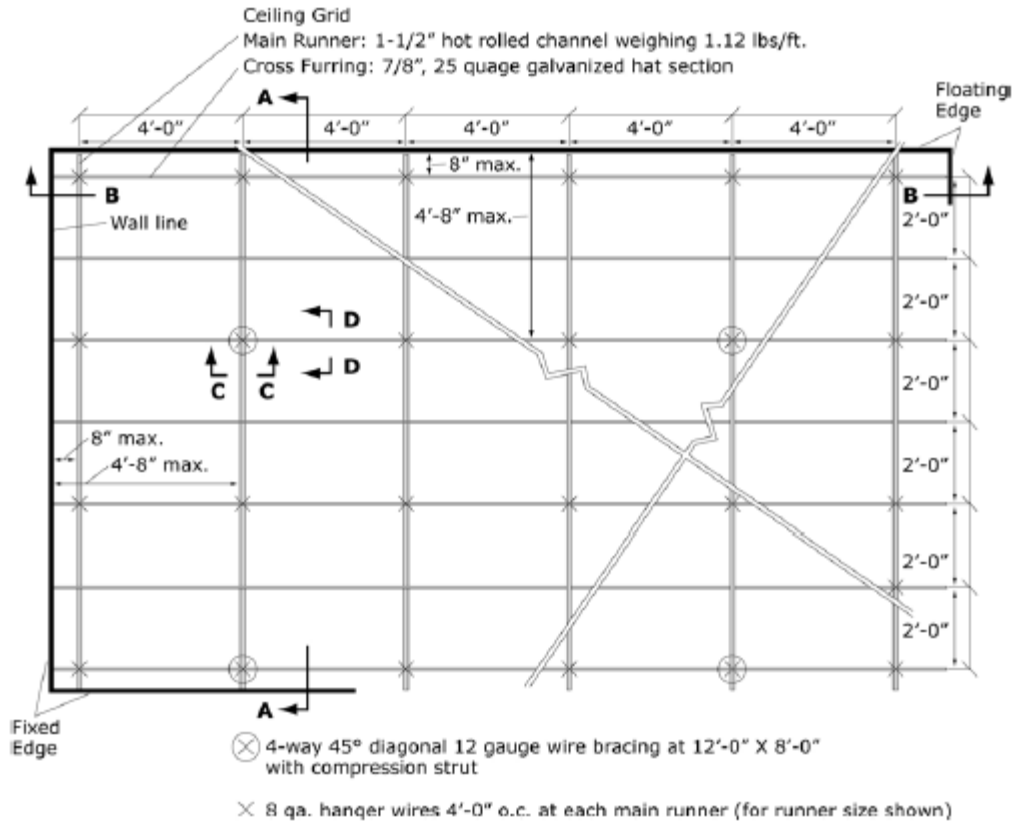 Ceiling Grid
Main Runner: 1-1/2" hot rolled channel weighing 1.12 lbs/ft.
Cross Furring: 7/8", 25 quage galvanized hat section
Floating
Edge
A
4'-0"
4'-0"
4'-0"
4'-0"
4'-0"
8" max.
B
B
4'-8" max.
2'-0"
Wall line
2'-0"
D
D
C
C
2'-0"
8" max.
4'-8" max.
2'-0"
2'-0"
2'-0"
A
Fixed
Edge
4-way 45° diagonal 12 gauge wire bracing at 12'-0" X 8'-0"
with compression strut
8 ga. hanger wires 4'-0" o.c. at each main runner (for runner size shown)